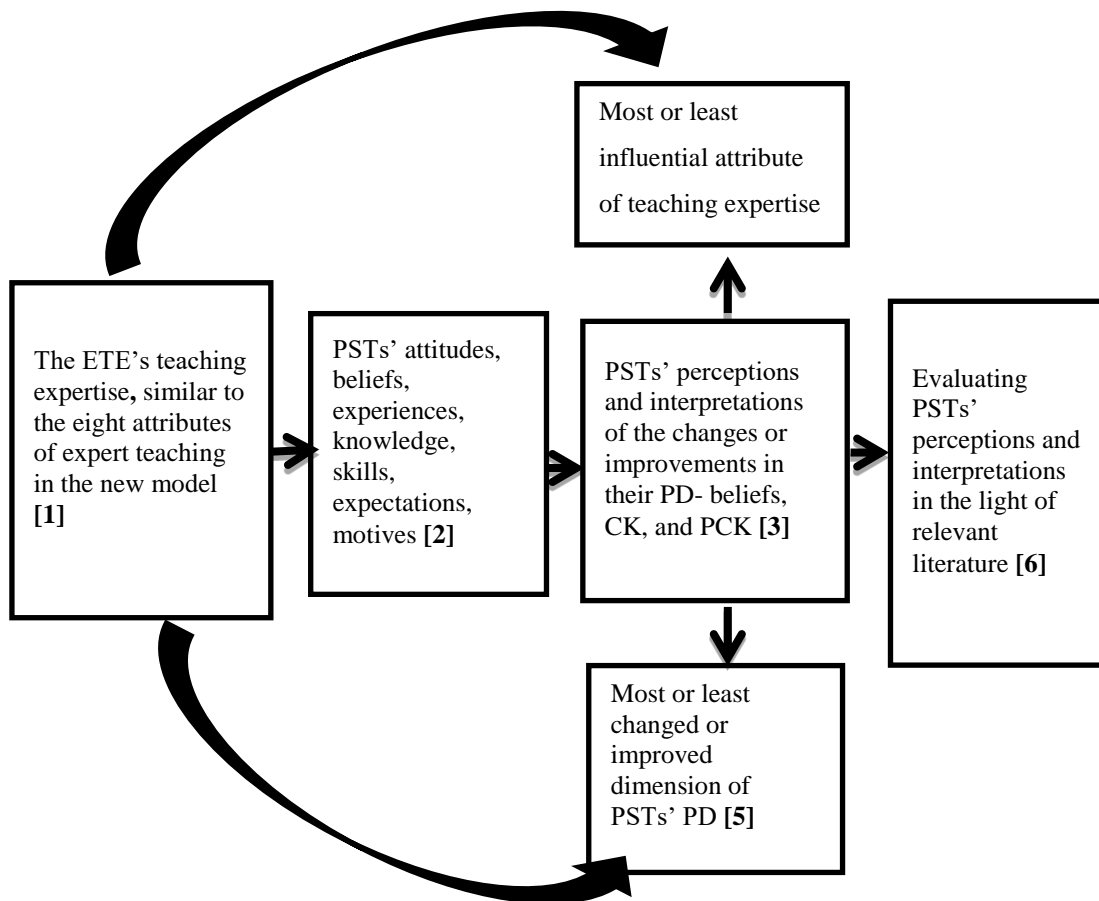 Most or least
influential attribute
of teaching expertise
The ETE’s teaching
expertise, similar to
the eight attributes
of expert teaching
in the new model
[1]
PSTs’ attitudes,
beliefs,
experiences,
knowledge,
skills,
expectations,
motives [2]
PSTs’ perceptions
and interpretations
of the changes or
improvements in
their PD- beliefs,
CK, and PCK [3]
Evaluating
PSTs’
perceptions and
interpretations
in the light of
relevant
literature [6]
Most or least
changed or
improved
dimension of
PSTs’ PD [5]